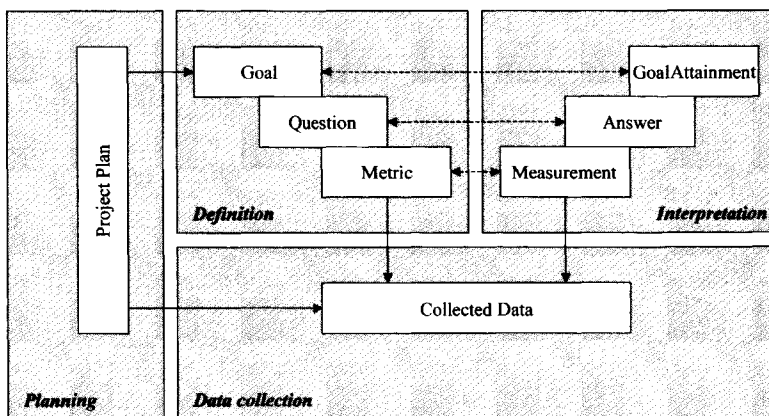 Goal
GoalAttainment
Question
Answer
Metric
Measurement
Project Plan
Definition
Interpretation
Collected Data
Planning
Data collection